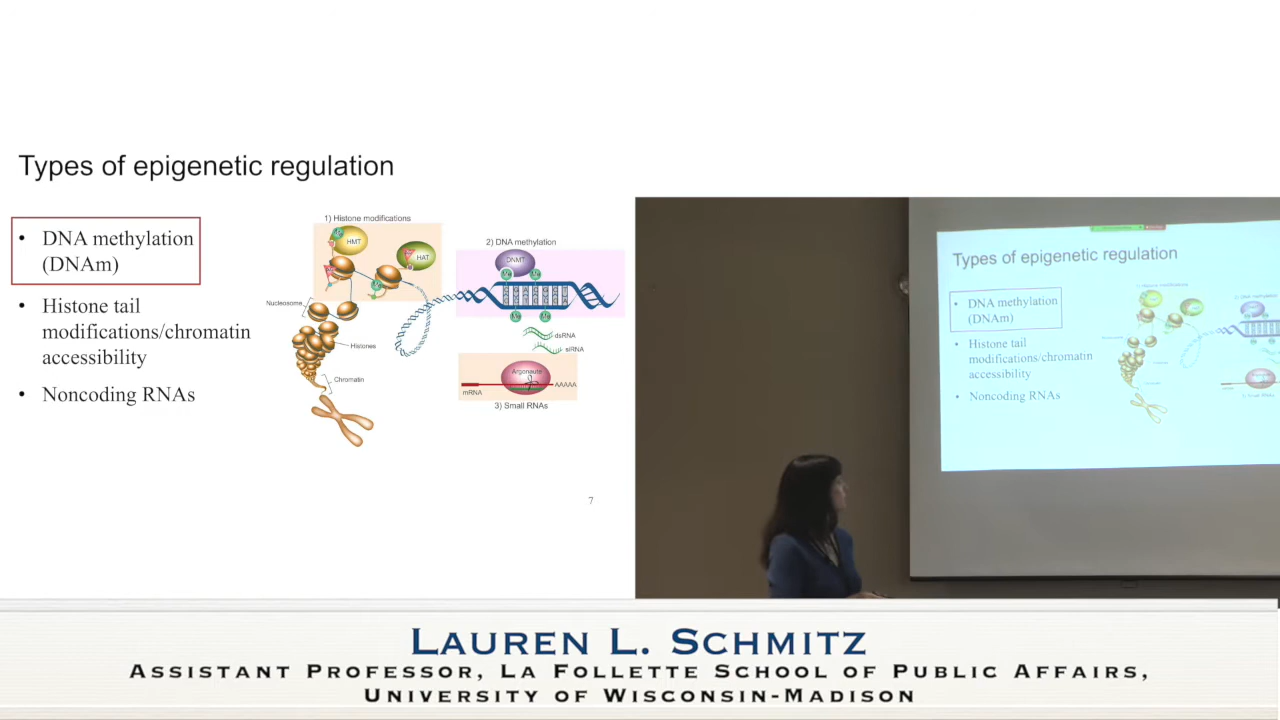 Types of epigenetic regulation
• DNA methylation
(DNAm)
• Histone tail
modifications/chromatin
accessibility
• Noncoding RNAs
1) Histone modifications
HMT
HAT
Nucleosome
Histones
Chromatin
2) DNA methylation
DNMT
Me
Me
dsRNA
siRNA
Argonaure
mRNA
AAAAA
3) Small RNAs
7
Types of epigenetic regulation
• DNA methylation
(DNAm)
• Histone tail
modifications/chromatin
accessibility
• Noncoding RNAs
LAUREN L. SCHMITZ
ASSISTANT PROFESSOR, LA FOLLETTE SCHOOL OF PUBLIC AFFAIRS,
UNIVERSITY OF WISCONSIN-MADISON